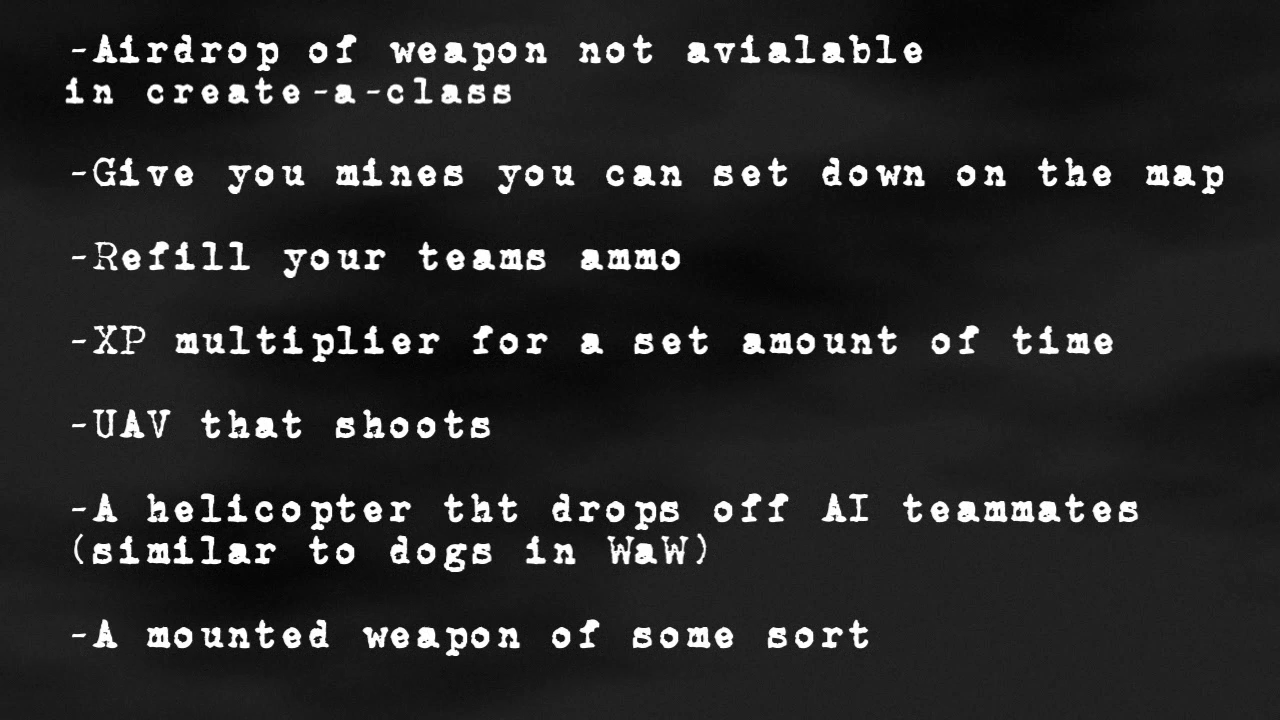 -Airdrop of weapon not avialable
in create-a-class
-Give you mines you can set down on the map
-Refill your teams ammo
-XP multiplier for a set amount of time
-UAV that shoots
-A helicopter tht drops off AI teammates
(similar to dogs in WaW)
-A mounted weapon of some sort